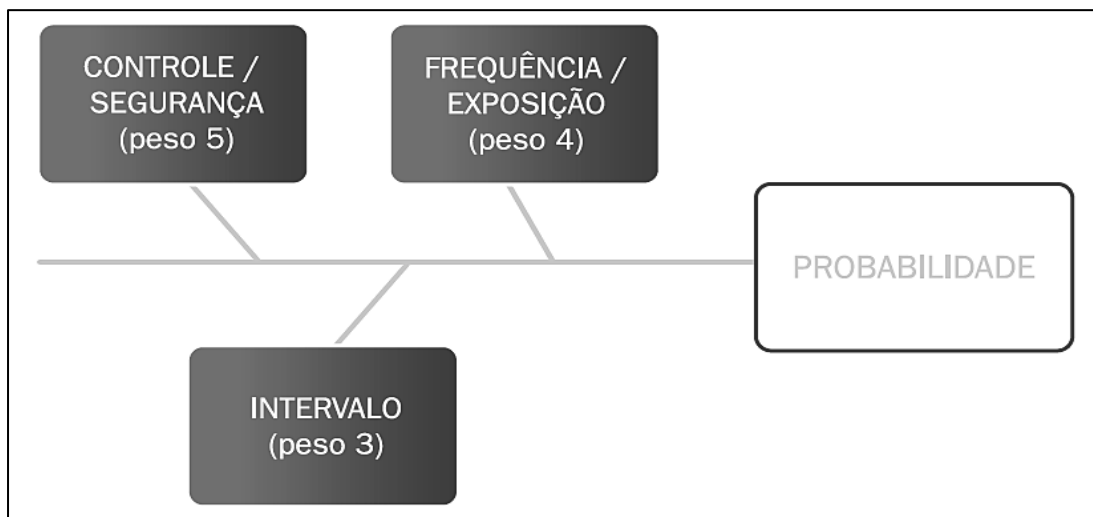 CONTROLE /
SEGURANÇA
(peso 5)
FREQUÊNCIA /
EXPOSIÇÃO
(peso 4)
PROBABILIDADE
INTERVALO
(peso 3)